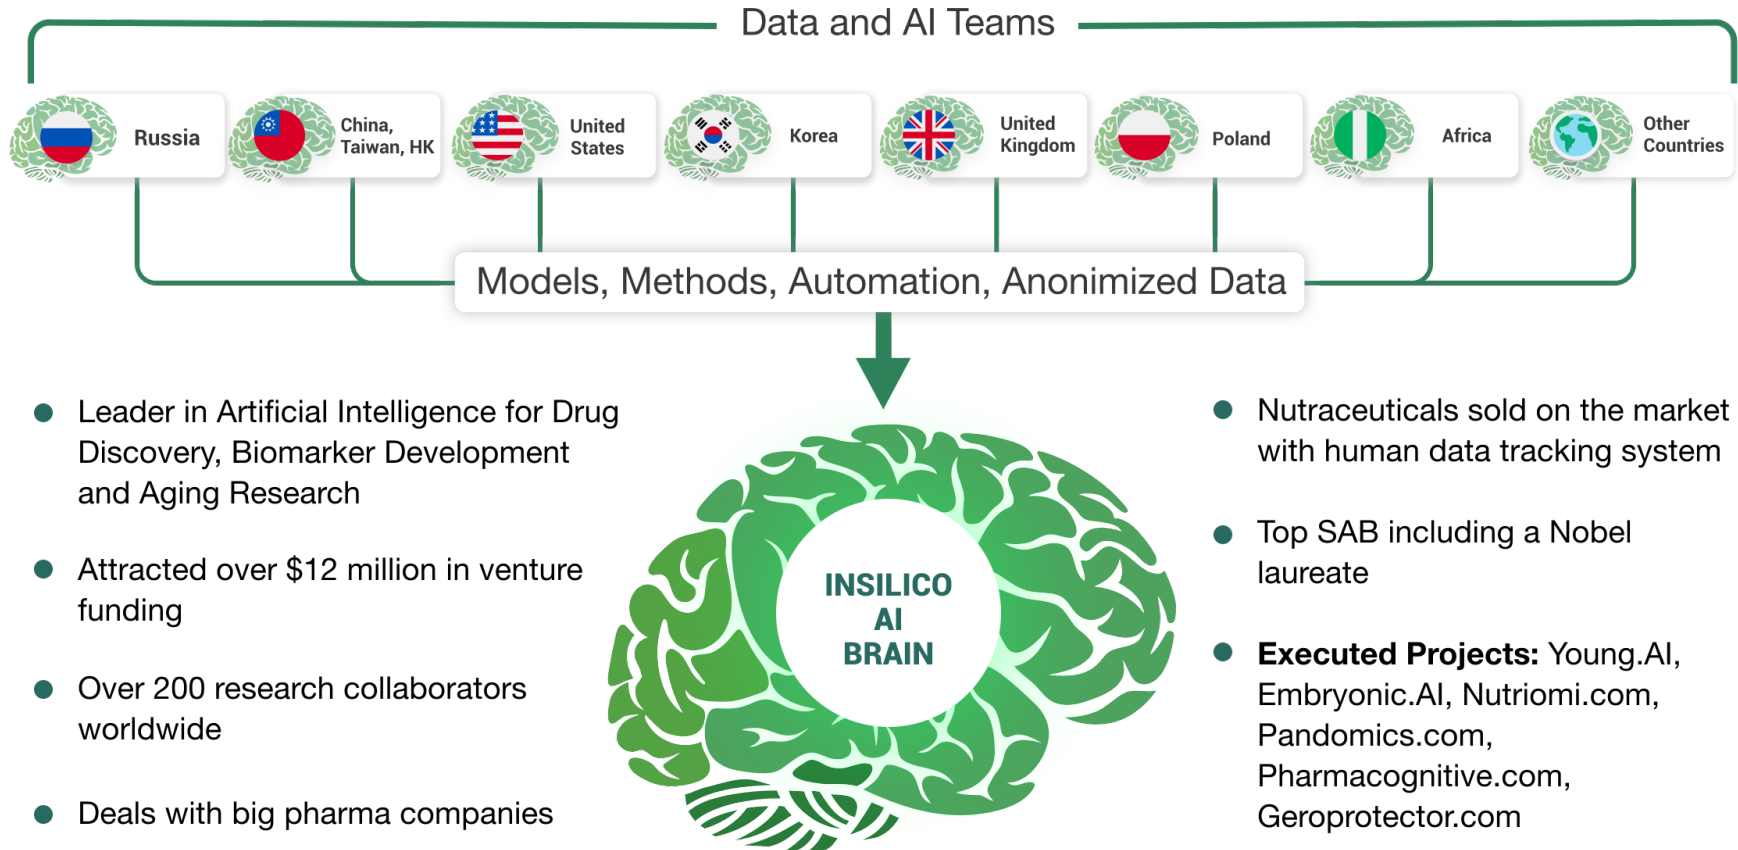 Data and AI Teams
Russia
China,
Taiwan, HK
United
States
Korea
United
Kingdom
Poland
Africa
Other
Countries
Models, Methods, Automation, Anonimized Data
Leader in Artificial Intelligence for Drug
Discovery, Biomarker Development
and Aging Research
Attracted over $12 million in venture
funding
Over 200 research collaborators
worldwide
Deals with big pharma companies
INSILICO
AI
BRAIN
Nutraceuticals sold on the market
with human data tracking system
Top SAB including a Nobel
laureate
Executed Projects: Young.AI,
Embryonic.AI, Nutriomi.com,
Pandomics.com,
Pharmacognitive.com,
Geroprotector.com